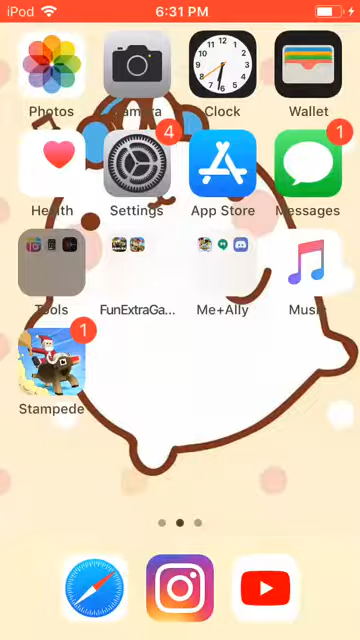 iPod 6:31 PM
Photos Camera Clock Wallet
4 1
Health Settings App Store Messages
Tools FunExtraGa... Me+Ally Music
1
Stampede